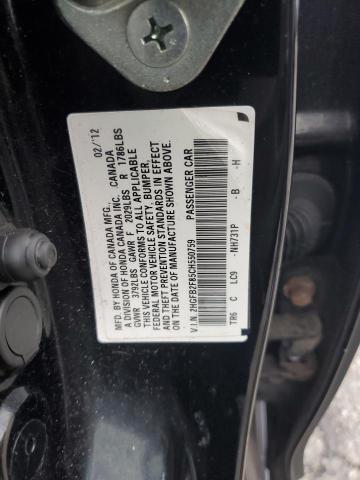 MFD. BY HONDA OF CANADA MFG., 02/'12
A DIVISION OF HONDA CANADA INC. CANADA
GVWR 3792LBS GAWR F 2029LBS R 1786LBS
THIS VEHICLE CONFORMS TO ALL APPLICABLE
FEDERAL MOTOR VEHICLE SAFETY, BUMPER,
AND THEFT PREVENTION STANDARDS IN EFFECT
ON THE DATE OF MANUFACTURE SHOWN ABOVE.
V.I.N. 2HGFB2F85CH550759 PASSENGER CAR
TR6 C LC9 -NH731P -B -H